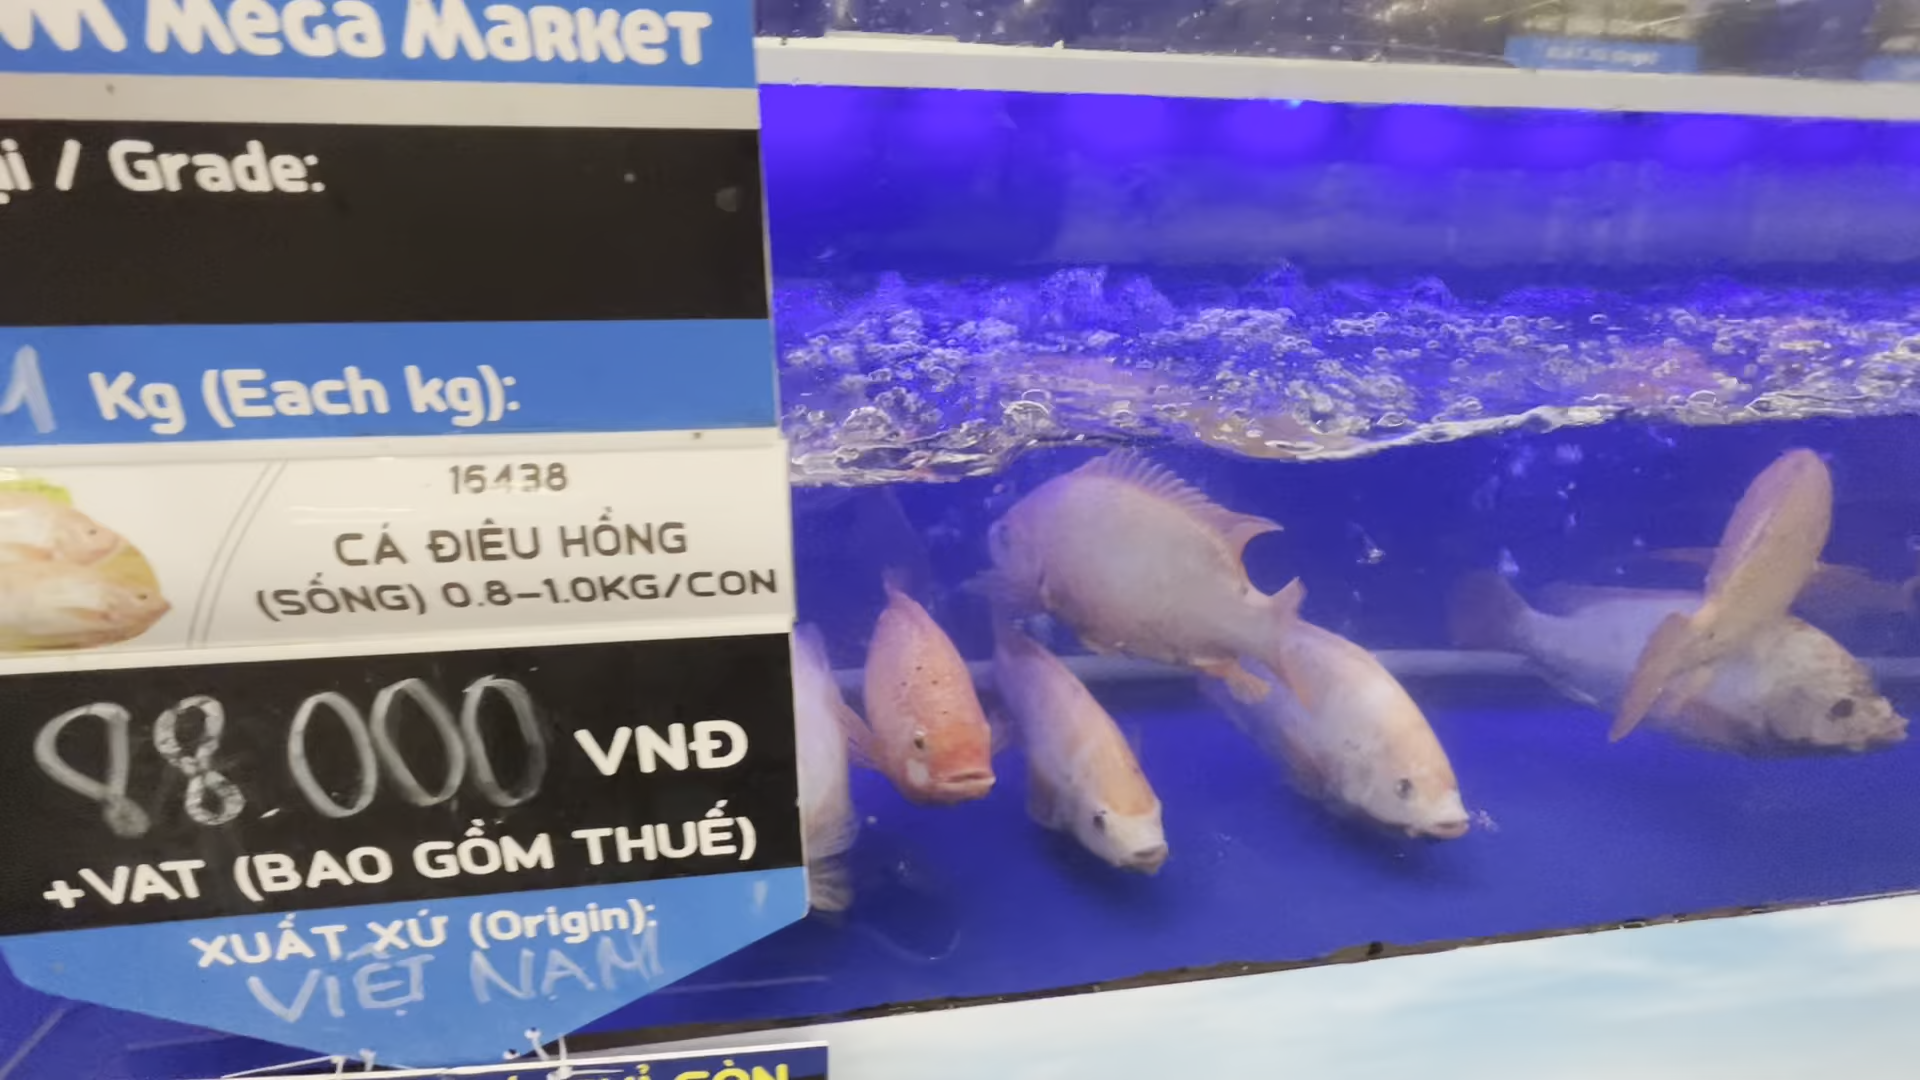 Mega Market
/ Grade:
1 Kg (Each kg):
16438
CÁ ĐIÊU HỒNG
(SỐNG) 0.8-1.0KG/CON
98.000 VNĐ
+VAT (BAO GỒM THUẾ)
XUẤT XỨ (Origin):
VIỆT NAM